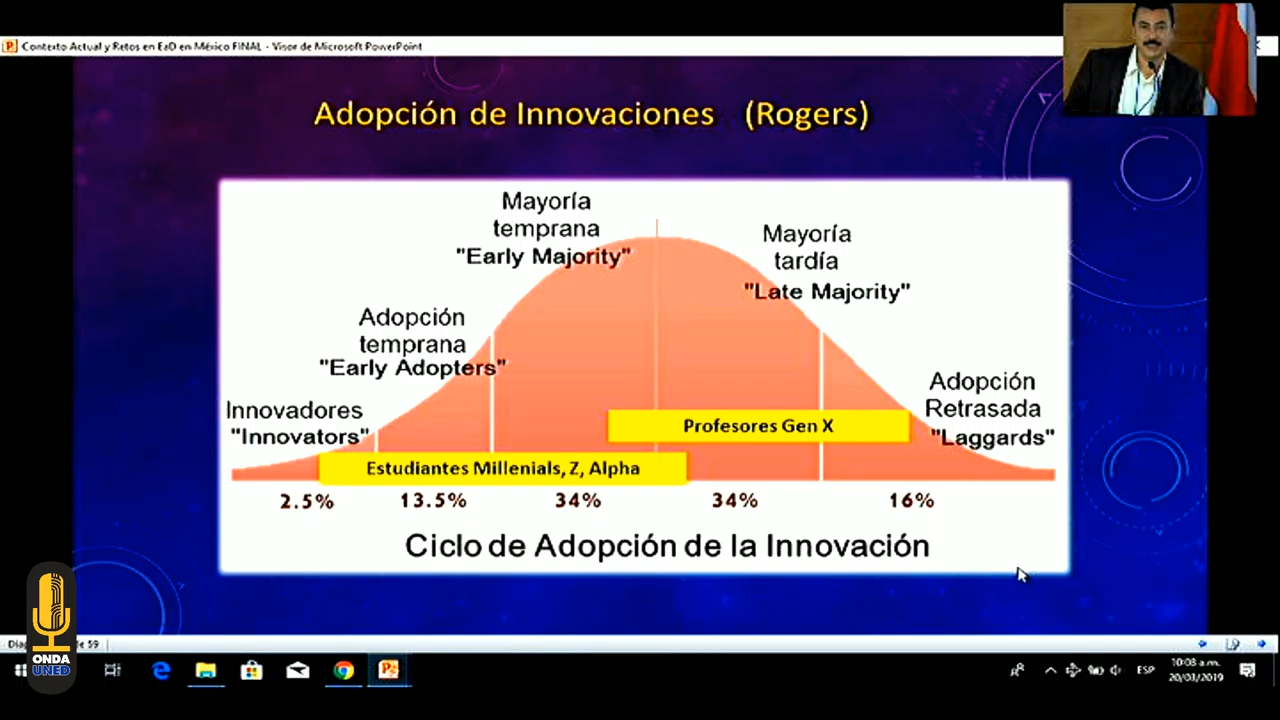 Contexto Actual y Retos en EaD en México FINAL - Visor de Microsoft PowerPoint
Adopción de Innovaciones (Rogers)
Mayoría
temprana
"Early Majority"
Mayoría
tardía
"Late Majority"
Adopción
temprana
"Early Adopters"
Adopción
Retrasada
"Laggards"
Innovadores
"Innovators"
Profesores Gen X
Estudiantes Millenials, Z, Alpha
2.5% 13.5% 34% 34% 16%
Ciclo de Adopción de la Innovación
de 59
ONDA
UNED
ESP
10:03 a.m.
20/03/2019